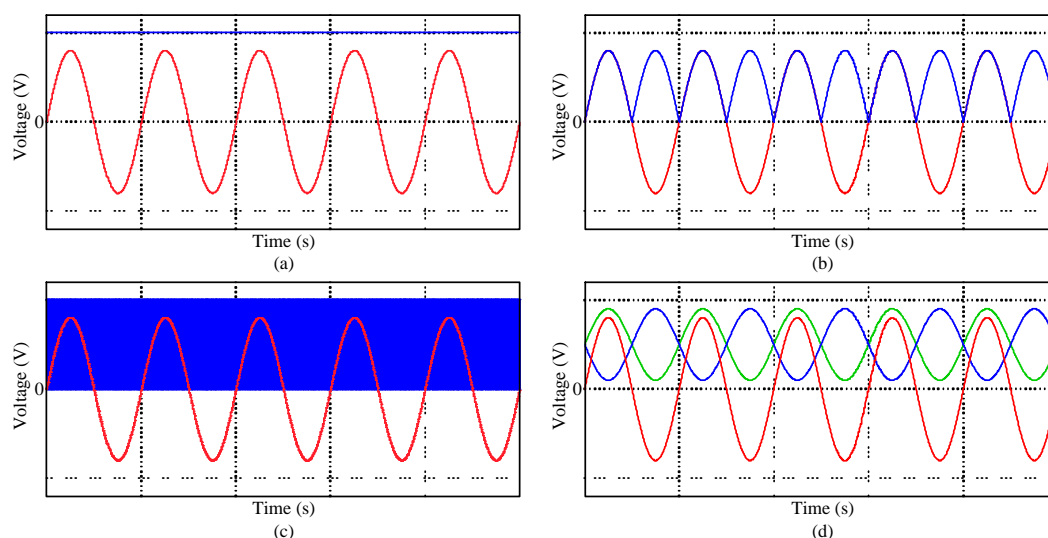 Voltage (V)
0
Time (s)
(a)
Voltage (V)
0
Time (s)
(b)
Voltage (V)
0
Time (s)
(c)
Voltage (V)
0
Time (s)
(d)